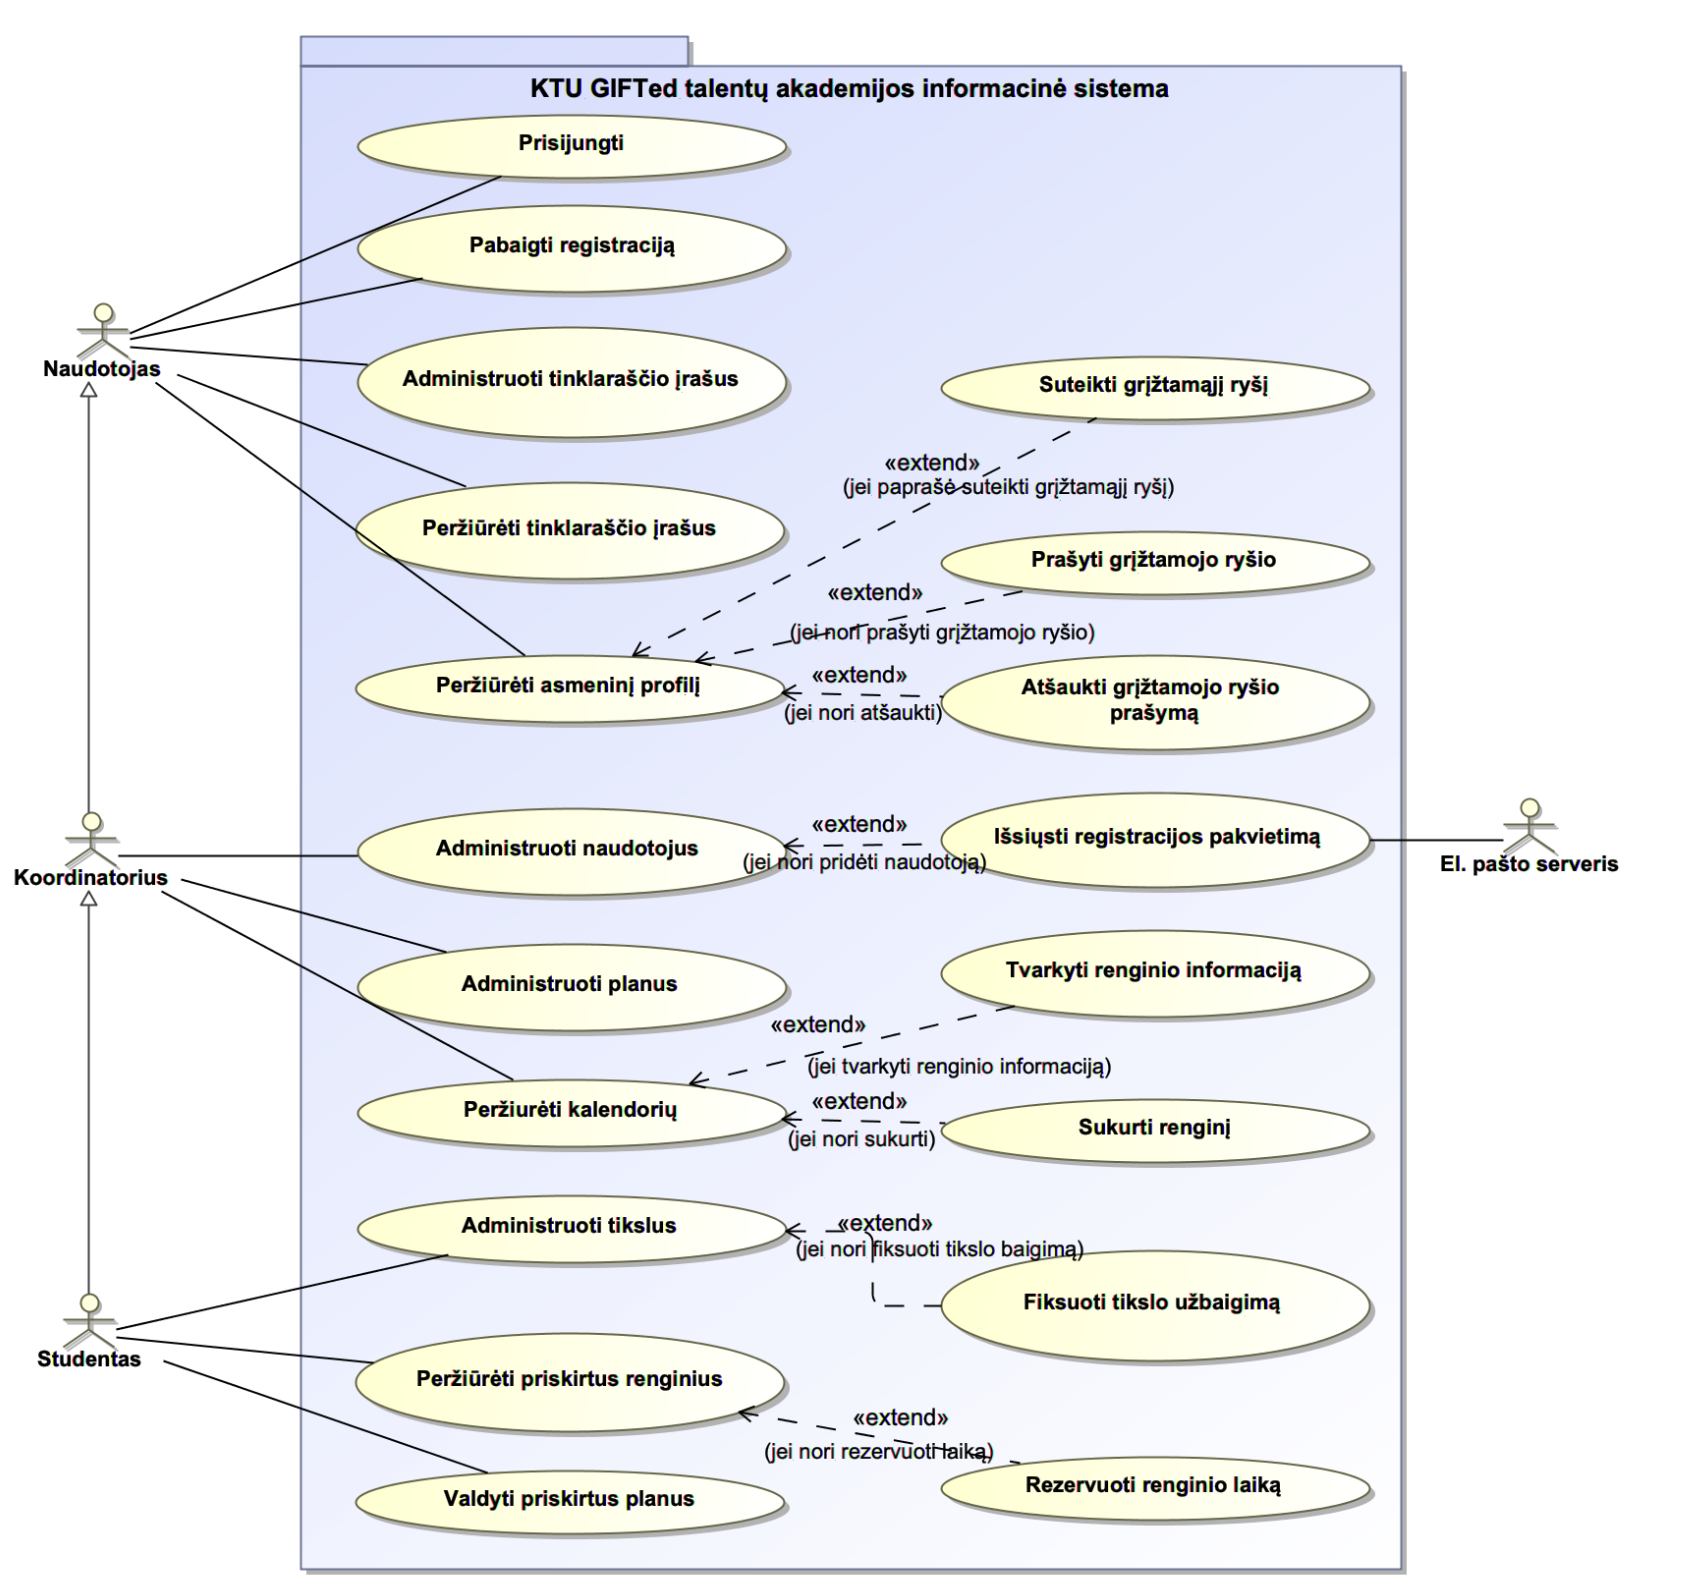 KTU GIFTed talentų akademijos informacinė sistema
Prisijungti
Pabaigti registraciją
Naudotojas
Administruoti tinklaraščio įrašus
Suteikti grįžtamąjį ryšį
«extend»
(jei paprašė suteikti grįžtamąjį ryšį)
Peržiūrėti tinklaraščio įrašus
Prašyti grįžtamojo ryšio
«extend»
(jei nori prašyti grįžtamojo ryšio)
Peržiūrėti asmeninį profilį
«extend»
(jei nori atšaukti)
Atšaukti grįžtamojo ryšio
prašymą
Koordinatorius
Administruoti naudotojus
«extend»
(jei nori pridėti naudotoją)
Išsiųsti registracijos pakvietimą
El. pašto serveris
Administruoti planus
Tvarkyti renginio informaciją
«extend»
(jei tvarkyti renginio informaciją)
Peržiurėti kalendorių
«extend»
(jei nori sukurti)
Sukurti renginį
Administruoti tikslus
«extend»
(jei nori fiksuoti tikslo baigimą)
Fiksuoti tikslo užbaigimą
Studentas
Peržiūrėti priskirtus renginius
«extend»
(jei nori rezervuoti laiką)
Rezervuoti renginio laiką
Valdyti priskirtus planus